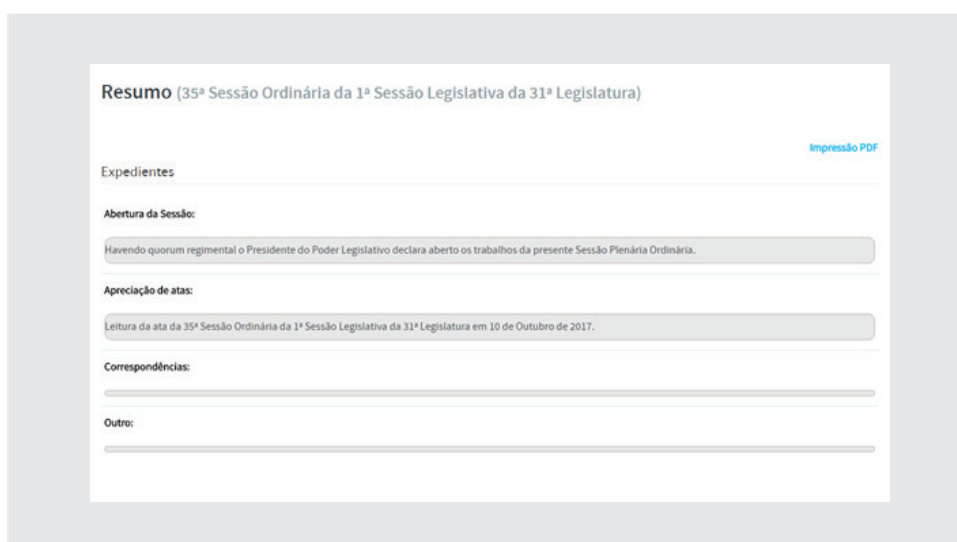 Resumo (35ª Sessão Ordinária da 1ª Sessão Legislativa da 31ª Legislatura)
Impressão PDF
Expedientes
Abertura da Sessão:
Havendo quorum regimental o Presidente do Poder Legislativo declara aberto os trabalhos da presente Sessão Plenária Ordinária.
Apreciação de atas:
Leitura da ata da 35ª Sessão Ordinária da 1ª Sessão Legislativa da 31ª Legislatura em 10 de Outubro de 2017.
Correspondências:
Outro: